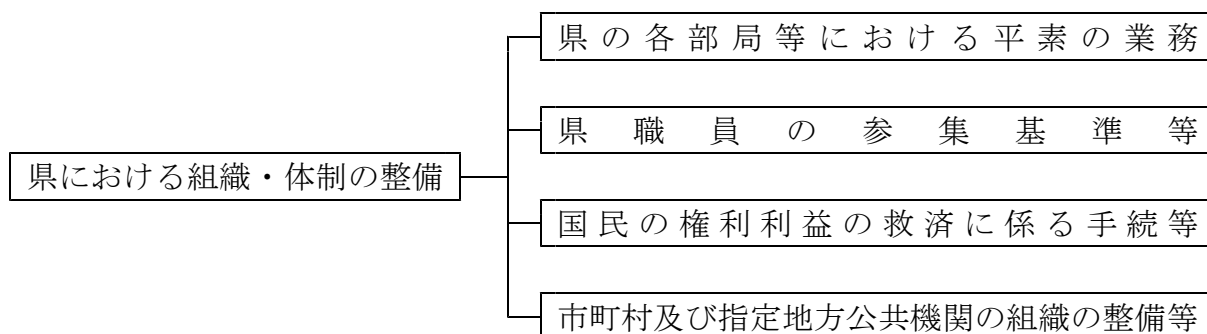 県の各部局等における平素の業務
県職員の参集基準等
県における組織・体制の整備
国民の権利利益の救済に係る手続等
市町村及び指定地方公共機関の組織の整備等